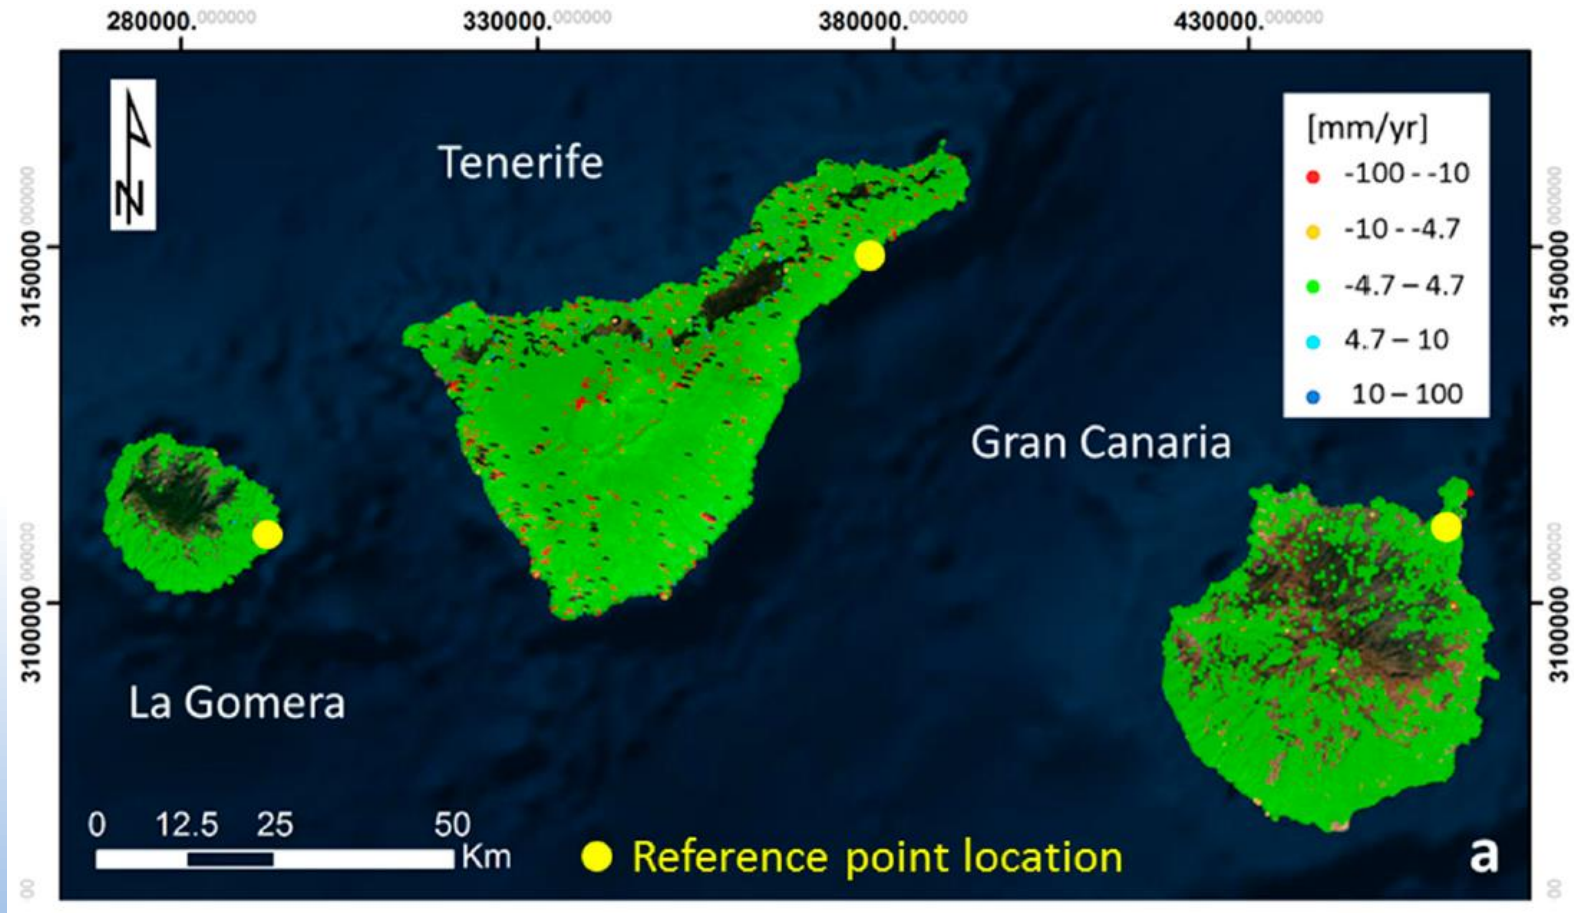 280000.000000 330000.000000 380000.000000 430000.000000
N
Tenerife
[mm/yr]
-100 - -10
-10 - -4.7
-4.7 – 4.7
4.7 – 10
10 – 100
3150000 000000
3150000 000000
Gran Canaria
3100000 000000
3100000 000000
La Gomera
0 12.5 25 50
Km
Reference point location
a
00
00